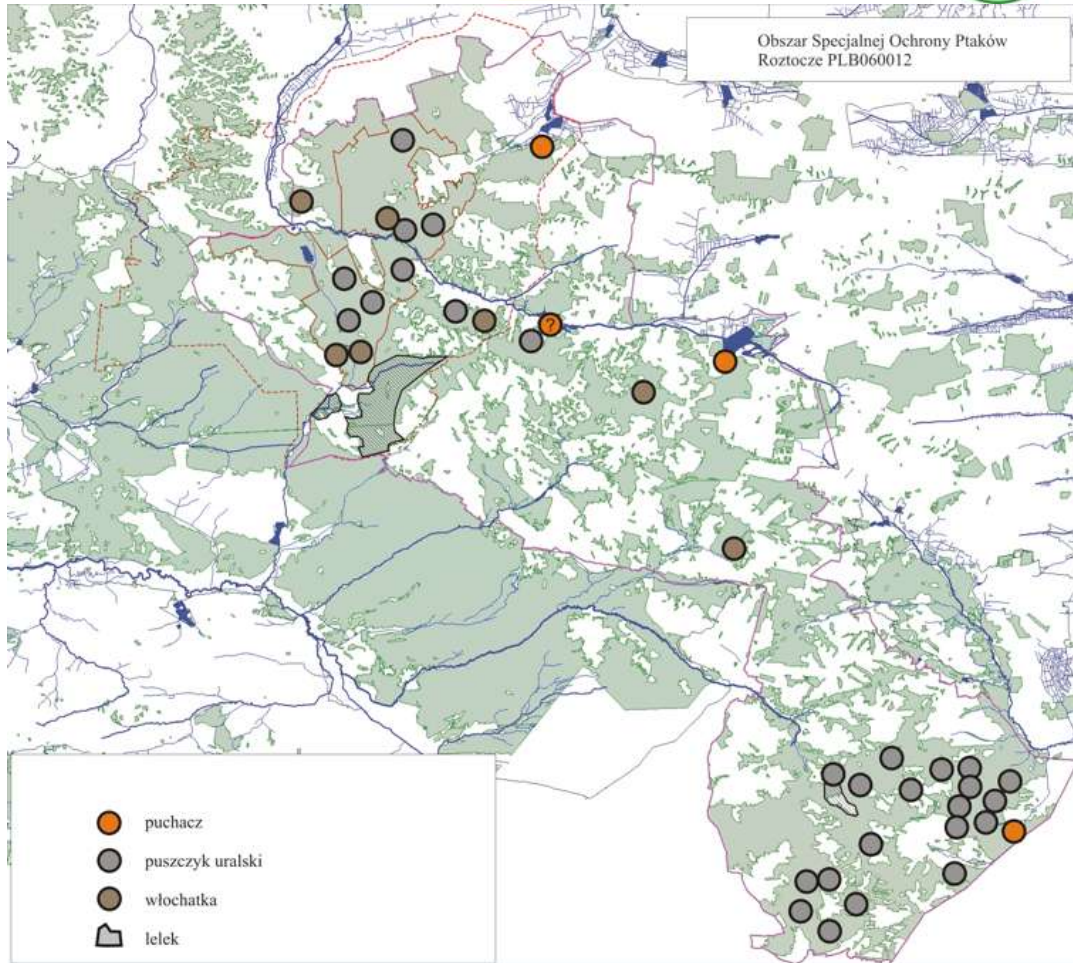 Obszar Specjalnej Ochrony Ptaków
Roztocze PLB060012
?
puchacz
puszczyk uralski
włochatka
lelek